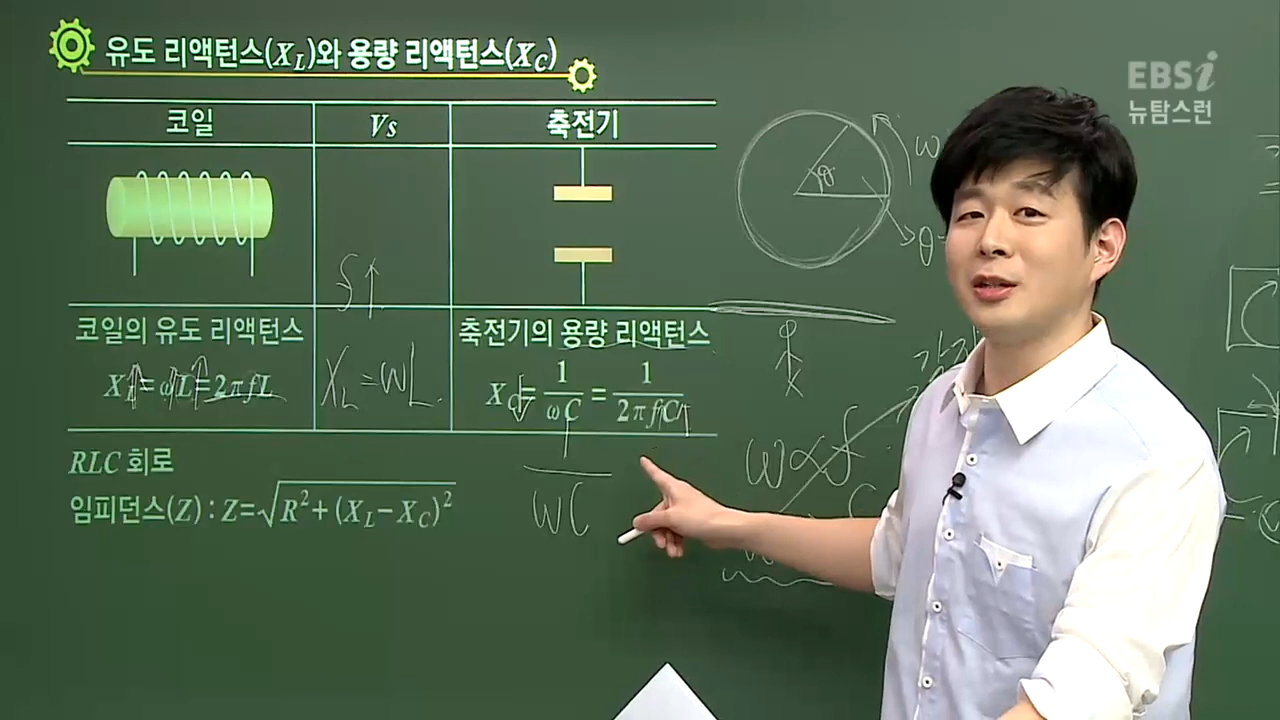 유도 리액턴스(X_L)와 용량 리액턴스(X_C)
EBSi
뉴탐스런
코일 Vs 축전기
θ
ω
θ
f↑
코일의 유도 리액턴스
X_L=ωL=2πfL
X_L=ωL
축전기의 용량 리액턴스
X_C=1/ωC=1/2πfC
RLC 회로
임피던스(Z) : Z=√R²+(X_L−X_C)²
1/ωC
ω∝f